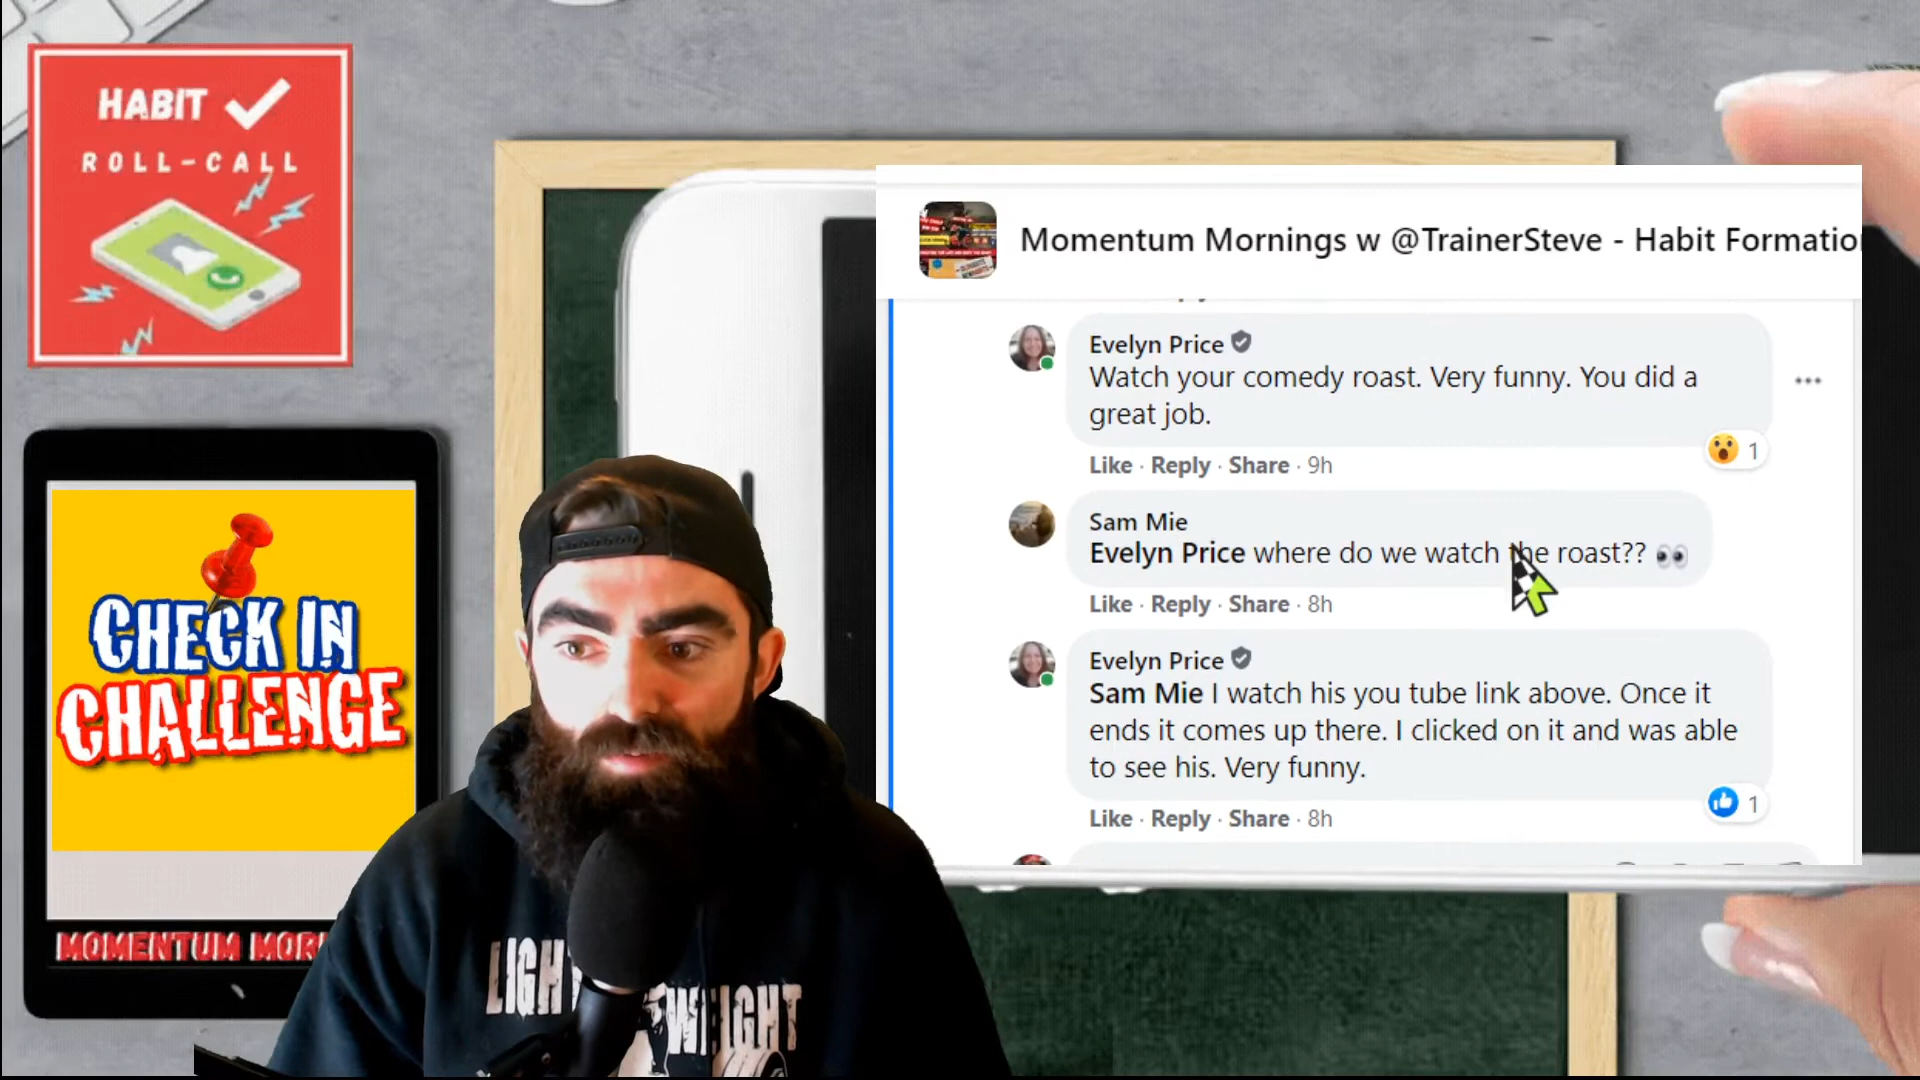 HABIT
ROLL-CALL
CHECK IN
CHALLENGE
MOMENTUM
LIGHT
Momentum Mornings w @TrainerSteve - Habit Formation
Evelyn Price
Watch your comedy roast. Very funny. You did a
great job.
Like · Reply · Share · 9h
1
Sam Mie
Evelyn Price where do we watch the roast?? 👀
Like · Reply · Share · 8h
Evelyn Price
Sam Mie I watch his you tube link above. Once it
ends it comes up there. I clicked on it and was able
to see his. Very funny.
1
Like · Reply · Share · 8h